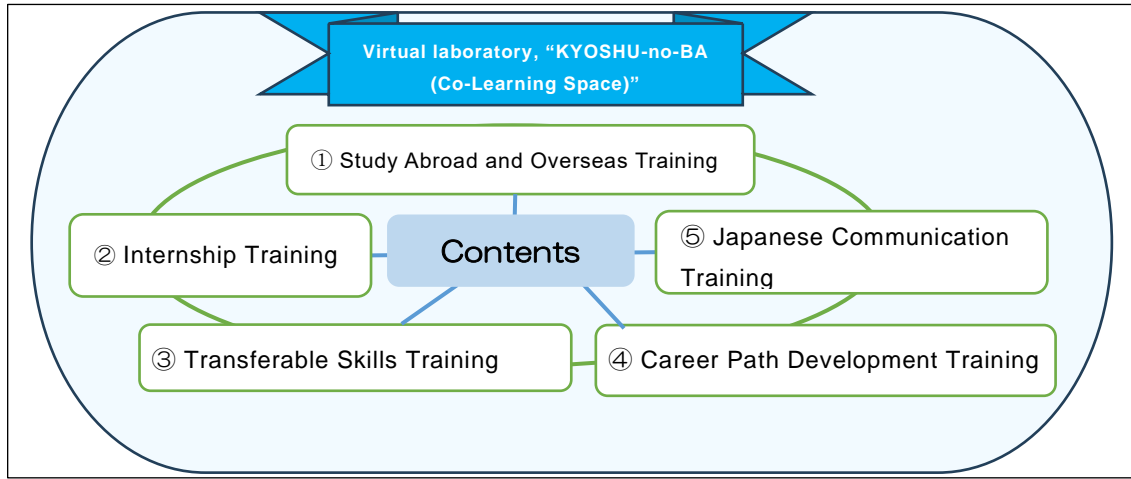 Virtual laboratory, “KYOSHU-no-BA
(Co-Learning Space)”
① Study Abroad and Overseas Training
② Internship Training
Contents
⑤ Japanese Communication
Training
③ Transferable Skills Training
④ Career Path Development Training